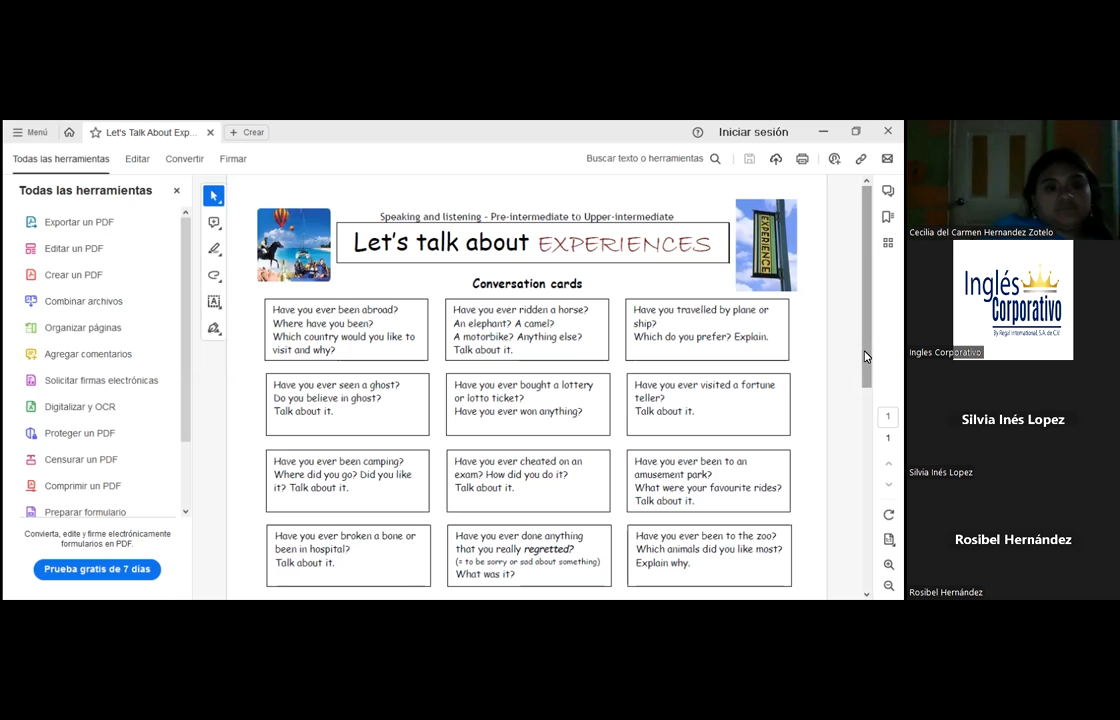 Menú
Let's Talk About Exp...
Crear
Iniciar sesión
Todas las herramientas
Editar
Convertir
Firmar
Buscar texto o herramientas
Todas las herramientas
Exportar un PDF
Editar un PDF
Crear un PDF
Combinar archivos
Organizar páginas
Agregar comentarios
Solicitar firmas electrónicas
Digitalizar y OCR
Proteger un PDF
Censurar un PDF
Comprimir un PDF
Preparar formulario
Convierta, edite y firme electrónicamente
formularios en PDF.
Prueba gratis de 7 días
Speaking and listening - Pre-intermediate to Upper-intermediate
Let's talk about EXPERIENCES
EXPERIENCE
Conversation cards
Have you ever been abroad?
Where have you been?
Which country would you like to
visit and why?
Have you ever ridden a horse?
An elephant? A camel?
A motorbike? Anything else?
Talk about it.
Have you travelled by plane or
ship?
Which do you prefer? Explain.
Have you ever seen a ghost?
Do you believe in ghost?
Talk about it.
Have you ever bought a lottery
or lotto ticket?
Have you ever won anything?
Have you ever visited a fortune
teller?
Talk about it.
Have you ever been camping?
Where did you go? Did you like
it? Talk about it.
Have you ever cheated on an
exam? How did you do it?
Talk about it.
Have you ever been to an
amusement park?
What were your favourite rides?
Talk about it.
Have you ever broken a bone or
been in hospital?
Talk about it.
Have you ever done anything
that you really regretted?
(= to be sorry or sad about something)
What was it?
Have you ever been to the zoo?
Which animals did you like most?
Explain why.
1
1
Cecilia del Carmen Hernandez Zotelo
Inglés
Corporativo
By Regal International, S.A. de C.V.
Ingles Corporativo
Silvia Inés Lopez
Silvia Inés Lopez
Rosibel Hernández
Rosibel Hernández